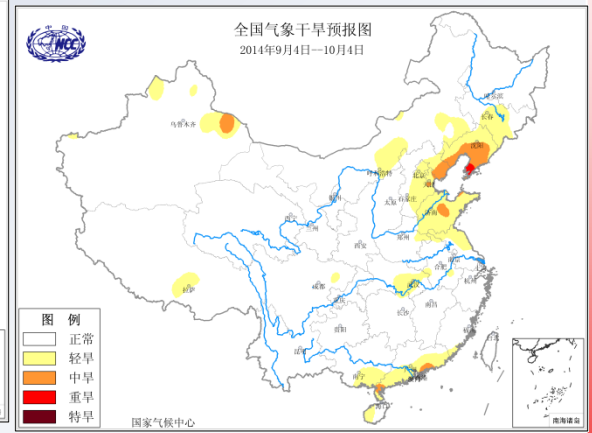 全国气象干旱预报图
2014年9月4日--10月4日
中国
NCC
哈尔滨
长春
乌鲁木齐
沈阳
呼和浩特
北京
天津
银川
太原
石家庄
济南
西宁
兰州
郑州
西安
南京
合肥
上海
成都
武汉
杭州
拉萨
重庆
长沙
南昌
贵阳
福州
昆明
台北
南宁
海口
图 例
正常
轻旱
中旱
重旱
特旱
国家气候中心
南海诸岛